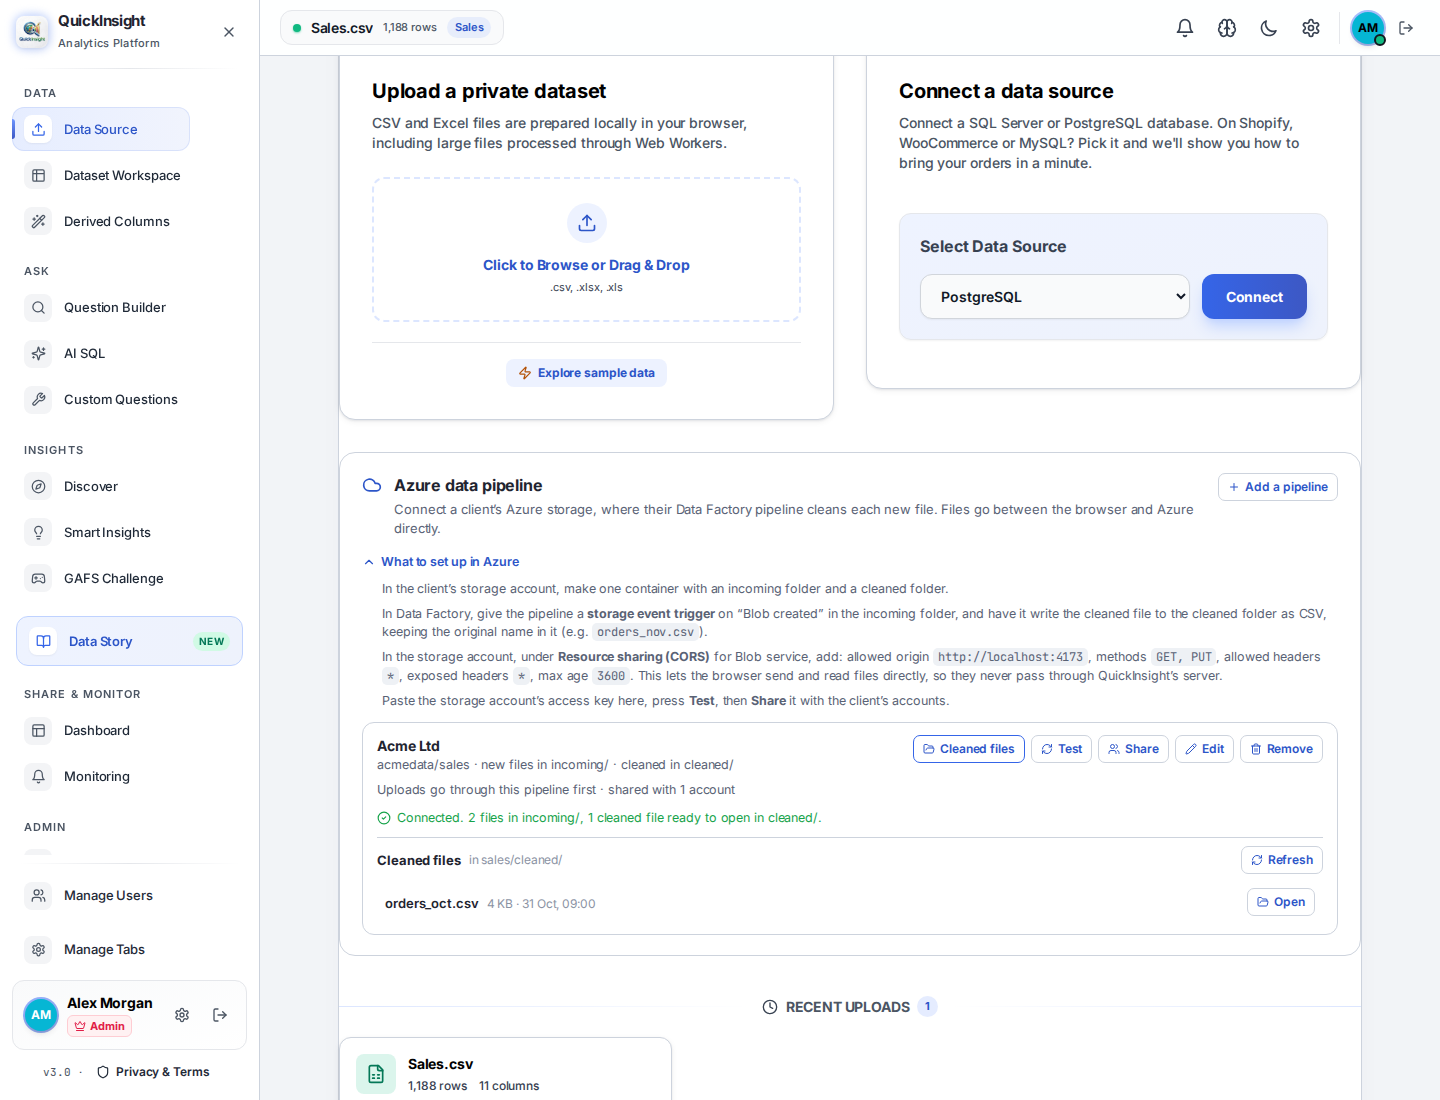 QuickInsight
Analytics Platform
DATA
Data Source
Dataset Workspace
Derived Columns
ASK
Question Builder
AI SQL
Custom Questions
INSIGHTS
Discover
Smart Insights
GAFS Challenge
Data Story NEW
SHARE & MONITOR
Dashboard
Monitoring
ADMIN
Manage Users
Manage Tabs
AM Alex Morgan
Admin
v3.0 · Privacy & Terms
Sales.csv 1,188 rows Sales
AM
Upload a private dataset
CSV and Excel files are prepared locally in your browser,
including large files processed through Web Workers.
Click to Browse or Drag & Drop
.csv, .xlsx, .xls
Explore sample data
Connect a data source
Connect a SQL Server or PostgreSQL database. On Shopify,
WooCommerce or MySQL? Pick it and we'll show you how to
bring your orders in a minute.
Select Data Source
PostgreSQL Connect
Azure data pipeline
Add a pipeline
Connect a client's Azure storage, where their Data Factory pipeline cleans each new file. Files go between the browser and Azure
directly.
What to set up in Azure
In the client's storage account, make one container with an incoming folder and a cleaned folder.
In Data Factory, give the pipeline a storage event trigger on “Blob created” in the incoming folder, and have it write the cleaned file to the cleaned folder as CSV,
keeping the original name in it (e.g. orders_nov.csv).
In the storage account, under Resource sharing (CORS) for Blob service, add: allowed origin http://localhost:4173, methods GET, PUT, allowed headers
*, exposed headers *, max age 3600. This lets the browser send and read files directly, so they never pass through QuickInsight's server.
Paste the storage account's access key here, press Test, then Share it with the client's accounts.
Acme Ltd
Cleaned files Test Share Edit Remove
acmedata/sales · new files in incoming/ · cleaned in cleaned/
Uploads go through this pipeline first · shared with 1 account
Connected. 2 files in incoming/, 1 cleaned file ready to open in cleaned/.
Cleaned files in sales/cleaned/ Refresh
orders_oct.csv 4 KB · 31 Oct, 09:00 Open
RECENT UPLOADS 1
Sales.csv
1,188 rows 11 columns